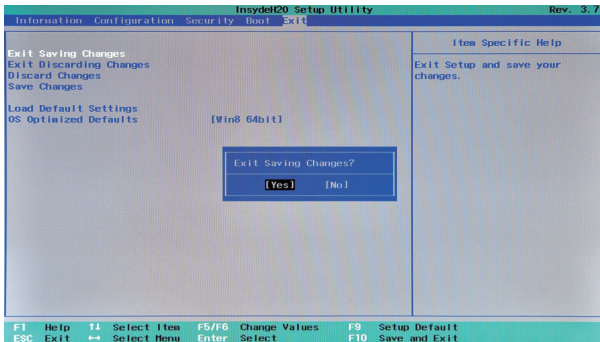 InsydeH20 Setup Utility Rev. 3.7
Information Configuration Security Boot Exit
Item Specific Help
Exit Saving Changes
Exit Discarding Changes
Discard Changes
Save Changes
Load Default Settings
OS Optimized Defaults [Win8 64bit]
Exit Setup and save your
changes.
Exit Saving Changes?
[Yes] [No]
F1 Help ↑↓ Select Item F5/F6 Change Values F9 Setup Default
ESC Exit ↔ Select Menu Enter Select F10 Save and Exit